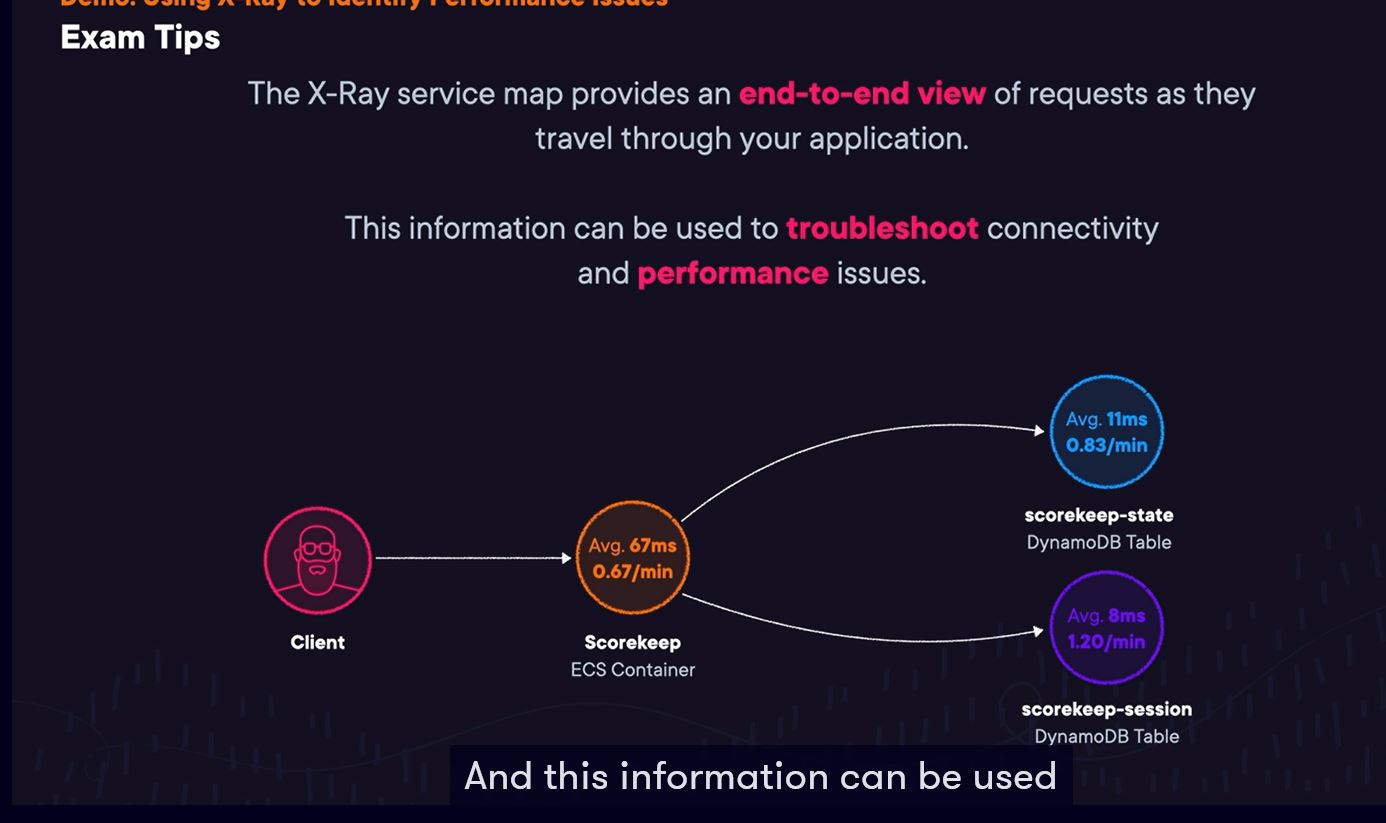 Demo: Using X-Ray to Identify Performance Issues
Exam Tips
The X-Ray service map provides an end-to-end view of requests as they
travel through your application.
This information can be used to troubleshoot connectivity
and performance issues.
Client
Avg. 67ms
0.67/min
Scorekeep
ECS Container
Avg. 11ms
0.83/min
scorekeep-state
DynamoDB Table
Avg. 8ms
1.20/min
scorekeep-session
DynamoDB Table
And this information can be used